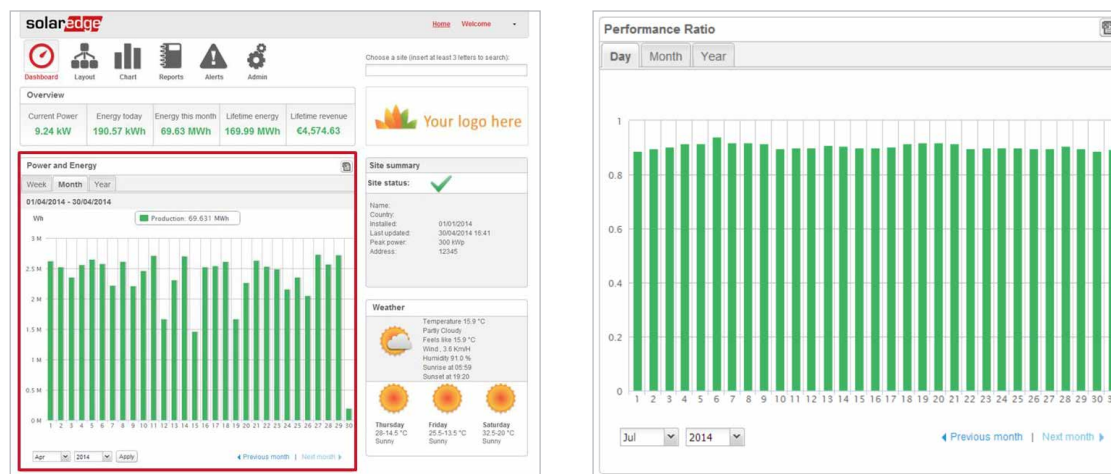 solaredge
Home Welcome
Dashboard Layout Chart Reports Alerts Admin
Choose a site (insert at least 3 letters to search):
Overview
Current Power Energy today Energy this month Lifetime energy Lifetime revenue
9.24 kW 190.57 kWh 69.63 MWh 169.99 MWh €4,574.63
Your logo here
Power and Energy
Week Month Year
01/04/2014 - 30/04/2014
Wh
Production: 69.631 MWh
3 M
2.5 M
2 M
1.5 M
1 M
0.5 M
0 M
1 2 3 4 5 6 7 8 9 10 11 12 13 14 15 16 17 18 19 20 21 22 23 24 25 26 27 28 29 30
Apr 2014 Apply
Previous month | Next month
Site summary
Site status:
Name:
Country:
Installed: 01/01/2014
Last updated: 30/04/2014 16:41
Peak power: 300 kWp
Address: 12345
Weather
Temperature 15.9 °C
Partly Cloudy
Feels like 15.9 °C
Wind , 3.6 Km/H
Humidity 91.0 %
Sunrise at 05:59
Sunset at 19:20
Thursday Friday Saturday
28-14.5 °C 25.5-13.5 °C 32.5-20 °C
Sunny Sunny Sunny
Performance Ratio
Day Month Year
1
0.8
0.6
0.4
0.2
0
1 2 3 4 5 6 7 8 9 10 11 12 13 14 15 16 17 18 19 20 21 22 23 24 25 26 27 28 29 30
Jul 2014
Previous month | Next month